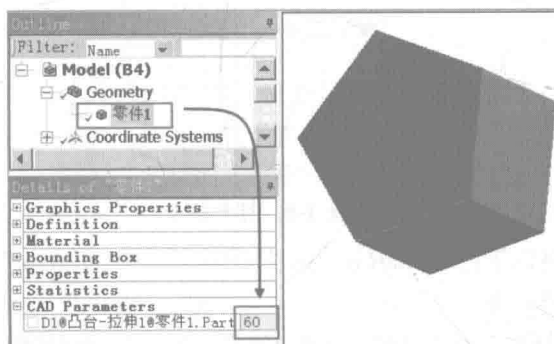 Outline
Filter: Name
Model (B4)
Geometry
零件1
Coordinate Systems
Details of "零件1"
Graphics Properties
Definition
Material
Bounding Box
Properties
Statistics
CAD Parameters
D1@凸台-拉伸1@零件1.Part 60